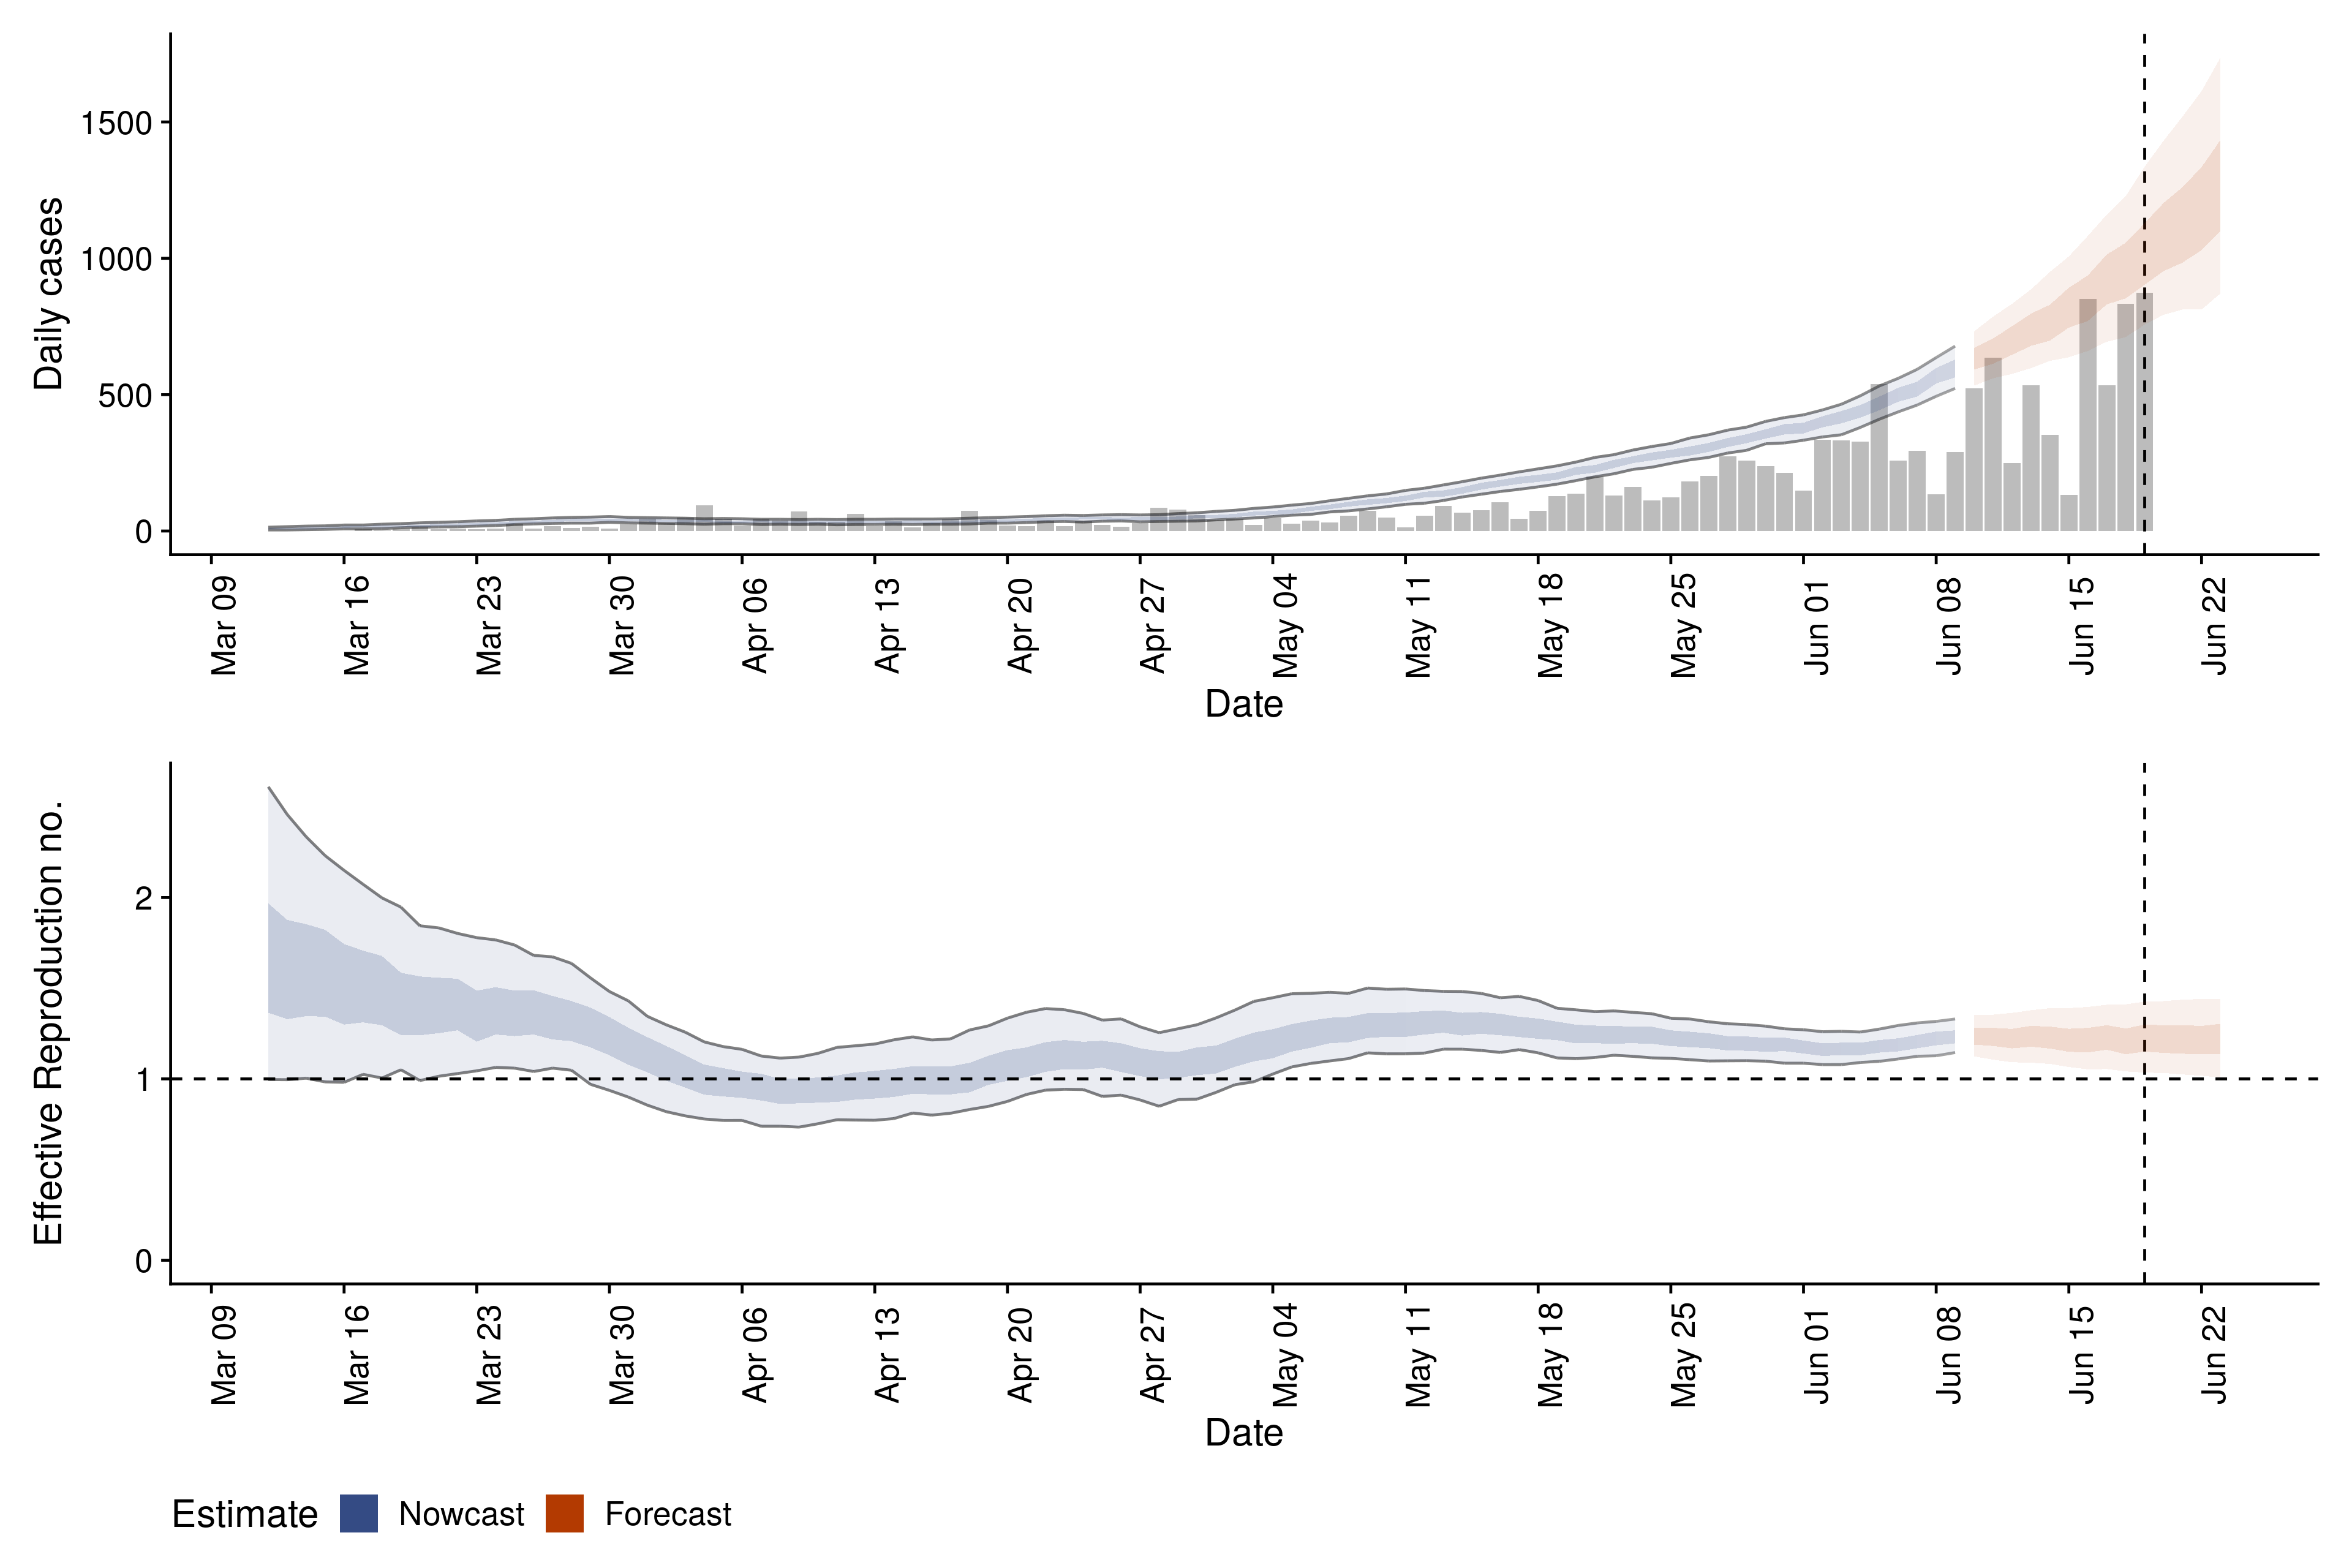 Daily cases
1500
1000
500
0
Mar 09
Mar 16
Mar 23
Mar 30
Apr 06
Apr 13
Apr 20
Apr 27
May 04
May 11
May 18
May 25
Jun 01
Jun 08
Jun 15
Jun 22
Date
Effective Reproduction no.
2
1
0
Mar 09
Mar 16
Mar 23
Mar 30
Apr 06
Apr 13
Apr 20
Apr 27
May 04
May 11
May 18
May 25
Jun 01
Jun 08
Jun 15
Jun 22
Date
Estimate Nowcast Forecast